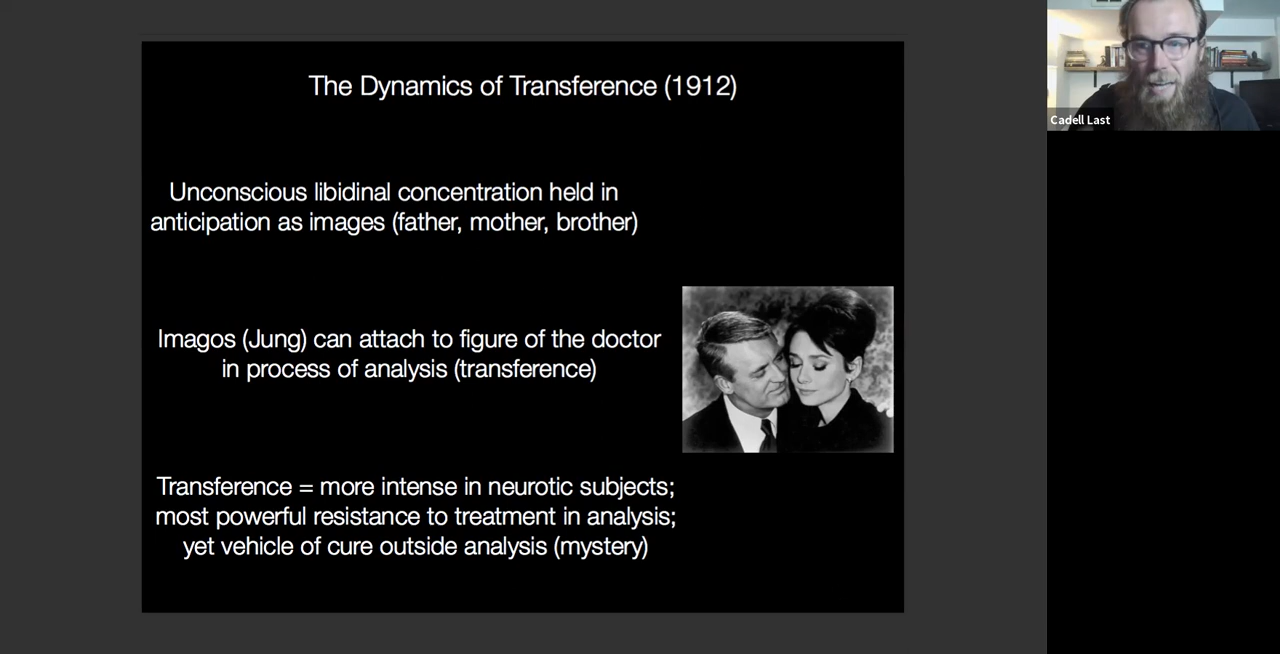 The Dynamics of Transference (1912)
Unconscious libidinal concentration held in
anticipation as images (father, mother, brother)
Imagos (Jung) can attach to figure of the doctor
in process of analysis (transference)
Transference = more intense in neurotic subjects;
most powerful resistance to treatment in analysis;
yet vehicle of cure outside analysis (mystery)
Cadell Last